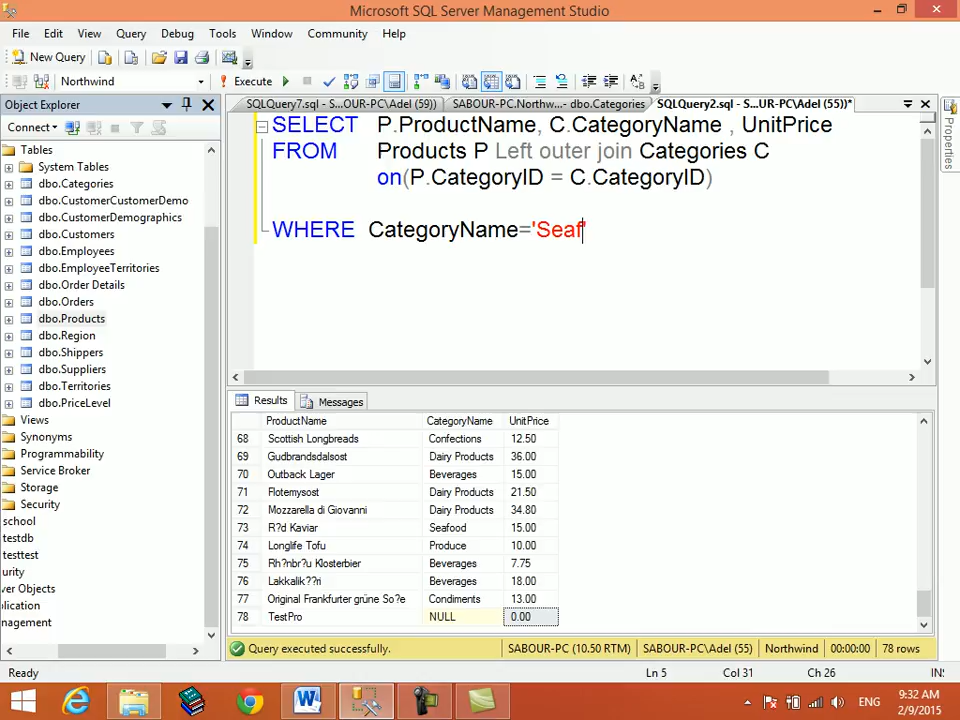 Microsoft SQL Server Management Studio
File Edit View Query Debug Tools Window Community Help
New Query
Northwind Execute
Object Explorer
SQLQuery7.sql - S...OUR-PC\Adel (59)) SABOUR-PC.Northw...- dbo.Categories SQLQuery2.sql - S...UR-PC\Adel (55))*
Connect
Tables
System Tables
dbo.Categories
dbo.CustomerCustomerDemo
dbo.CustomerDemographics
dbo.Customers
dbo.Employees
dbo.EmployeeTerritories
dbo.Order Details
dbo.Orders
dbo.Products
dbo.Region
dbo.Shippers
dbo.Suppliers
dbo.Territories
dbo.PriceLevel
Views
Synonyms
Programmability
Service Broker
Storage
Security
school
testdb
testtest
urity
ver Objects
lication
nagement
SELECT P.ProductName, C.CategoryName , UnitPrice
FROM Products P Left outer join Categories C
on(P.CategoryID = C.CategoryID)
WHERE CategoryName='Seaf'
Properties
Results Messages
ProductName CategoryName UnitPrice
68 Scottish Longbreads Confections 12.50
69 Gudbrandsdalsost Dairy Products 36.00
70 Outback Lager Beverages 15.00
71 Flotemysost Dairy Products 21.50
72 Mozzarella di Giovanni Dairy Products 34.80
73 R?d Kaviar Seafood 15.00
74 Longlife Tofu Produce 10.00
75 Rh?nbr?u Klosterbier Beverages 7.75
76 Lakkalik??ri Beverages 18.00
77 Original Frankfurter grüne So?e Condiments 13.00
78 TestPro NULL 0.00
Query executed successfully. SABOUR-PC (10.50 RTM) SABOUR-PC\Adel (55) Northwind 00:00:00 78 rows
Ready Ln 5 Col 31 Ch 26 INS
ENG
9:32 AM
2/9/2015